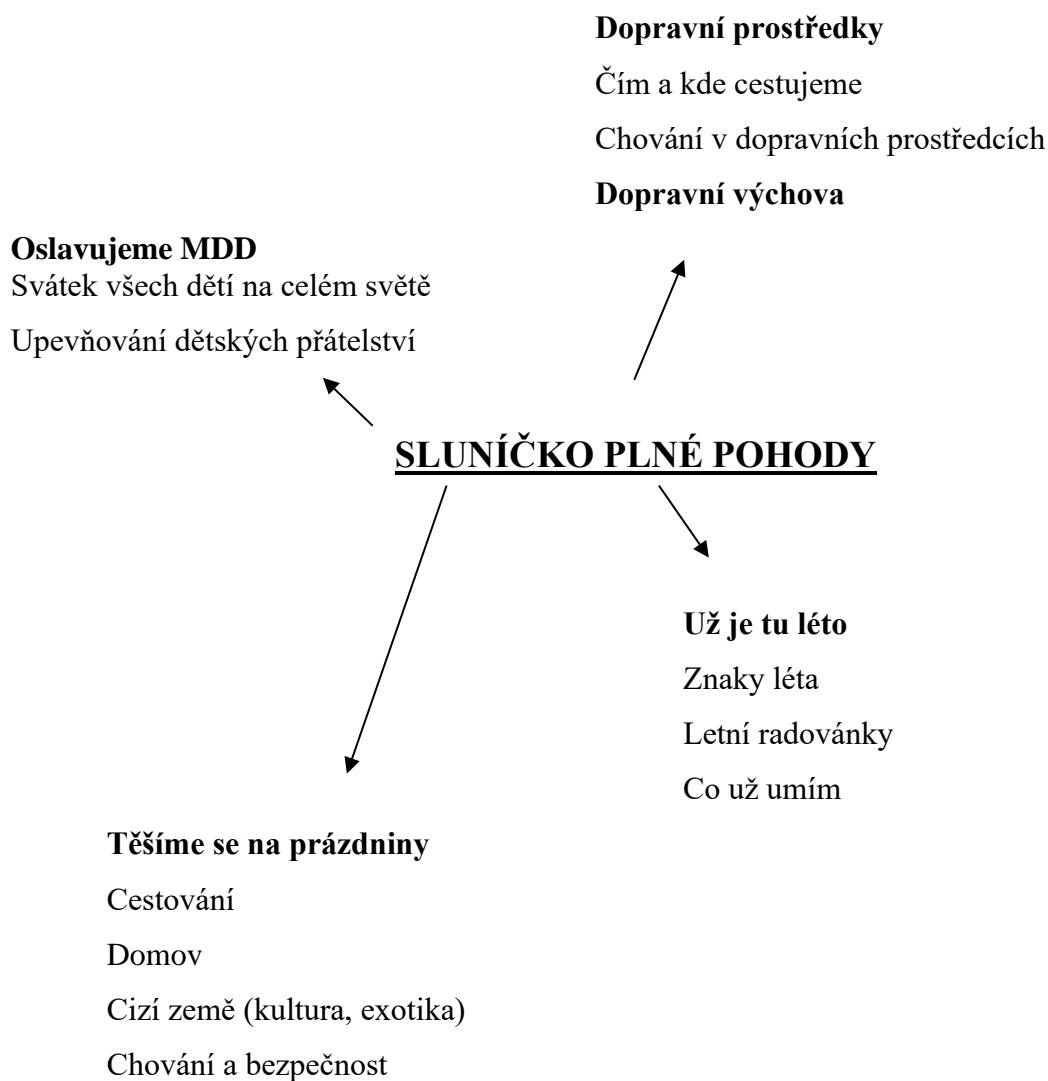 Dopravní prostředky
Čím a kde cestujeme
Chování v dopravních prostředcích
Dopravní výchova
Oslavujeme MDD
Svátek všech dětí na celém světě
Upevňování dětských přátelství
SLUNÍČKO PLNÉ POHODY
Už je tu léto
Znaky léta
Letní radovánky
Co už umím
Těšíme se na prázdniny
Cestování
Domov
Cizí země (kultura, exotika)
Chování a bezpečnost